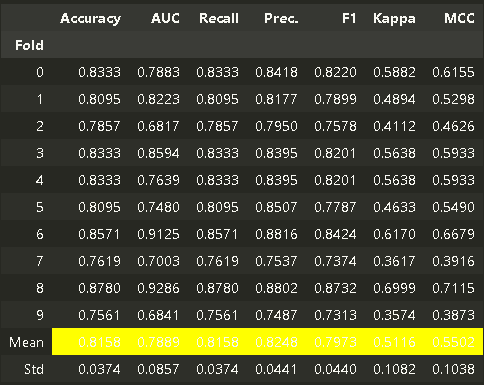 Accuracy AUC Recall Prec. F1 Kappa MCC
Fold
0 0.8333 0.7883 0.8333 0.8418 0.8220 0.5882 0.6155
1 0.8095 0.8223 0.8095 0.8177 0.7899 0.4894 0.5298
2 0.7857 0.6817 0.7857 0.7950 0.7578 0.4112 0.4626
3 0.8333 0.8594 0.8333 0.8395 0.8201 0.5638 0.5933
4 0.8333 0.7639 0.8333 0.8395 0.8201 0.5638 0.5933
5 0.8095 0.7480 0.8095 0.8507 0.7787 0.4633 0.5490
6 0.8571 0.9125 0.8571 0.8816 0.8424 0.6170 0.6679
7 0.7619 0.7003 0.7619 0.7537 0.7374 0.3617 0.3916
8 0.8780 0.9286 0.8780 0.8802 0.8732 0.6999 0.7115
9 0.7561 0.6841 0.7561 0.7487 0.7313 0.3574 0.3873
Mean 0.8158 0.7889 0.8158 0.8248 0.7973 0.5116 0.5502
Std 0.0374 0.0857 0.0374 0.0441 0.0440 0.1082 0.1038